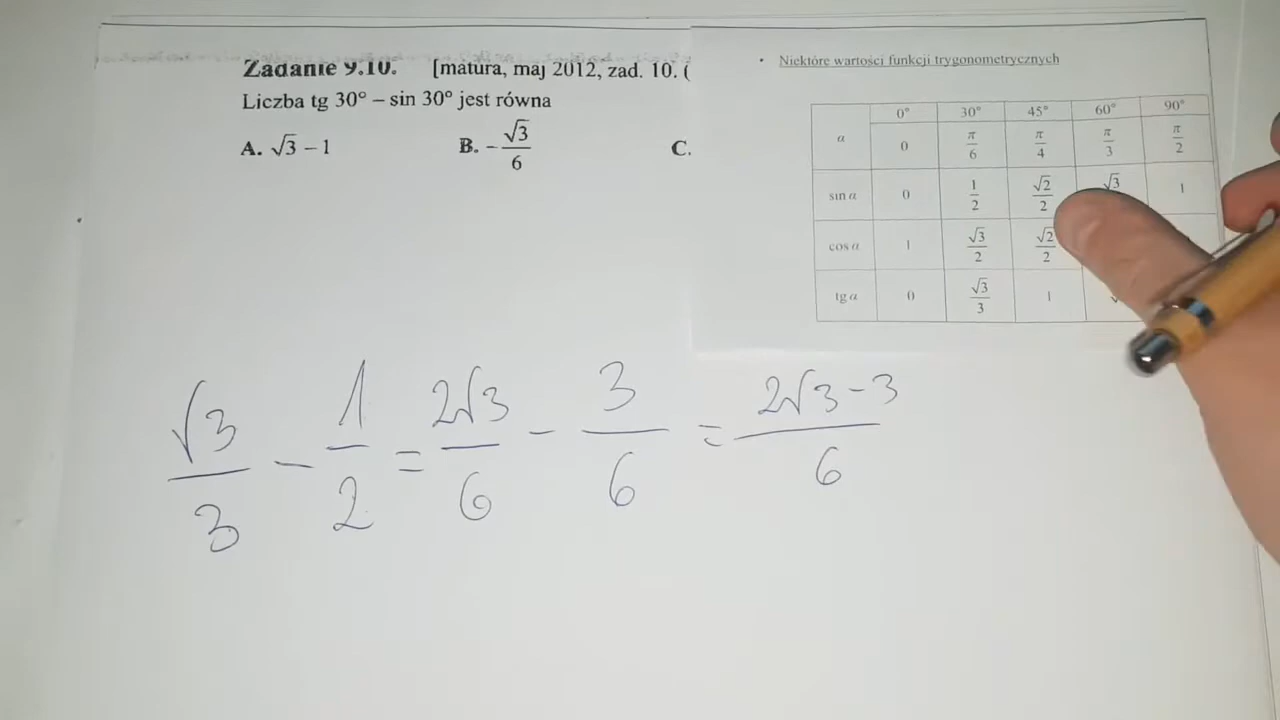 Zadanie 9.10. [matura, maj 2012, zad. 10. (
Liczba tg 30° – sin 30° jest równa
A. √3 – 1 B. –√3/6 C.
• Niektóre wartości funkcji trygonometrycznych
α 0° 30° 45° 60° 90°
0 π/6 π/4 π/3 π/2
sin α 0 1/2 √2/2 √3 1
cos α 1 √3/2 √2/2
tg α 0 √3/3 1
√3/3 – 1/2 = 2√3/6 – 3/6 = (2√3 – 3)/6